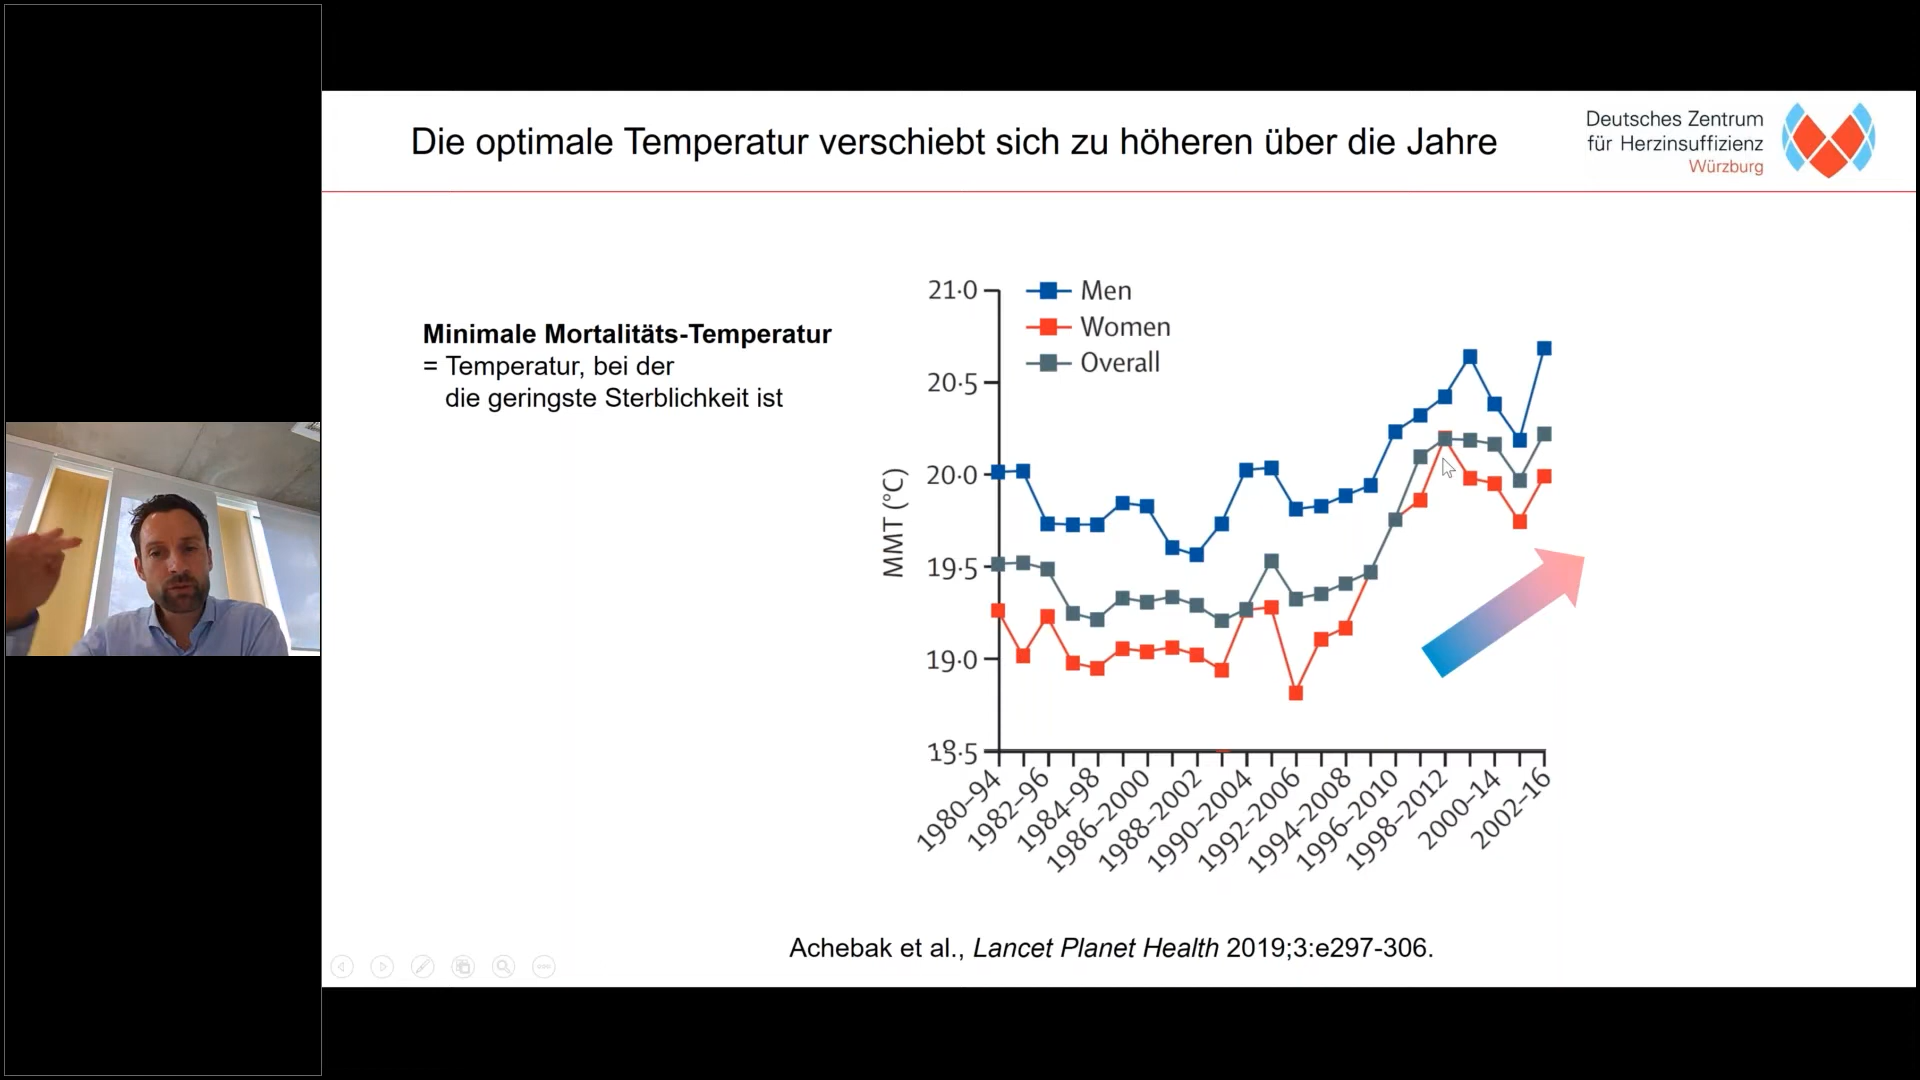 Die optimale Temperatur verschiebt sich zu höheren über die Jahre
Deutsches Zentrum
für Herzinsuffizienz
Würzburg
Minimale Mortalitäts-Temperatur
= Temperatur, bei der
die geringste Sterblichkeit ist
Men
Women
Overall
MMT (°C)
21·0
20·5
20·0
19·5
19·0
18·5
1980–94
1982–96
1984–98
1986–2000
1988–2002
1990–2004
1992–2006
1994–2008
1996–2010
1998–2012
2000–14
2002–16
Achebak et al., Lancet Planet Health 2019;3:e297-306.